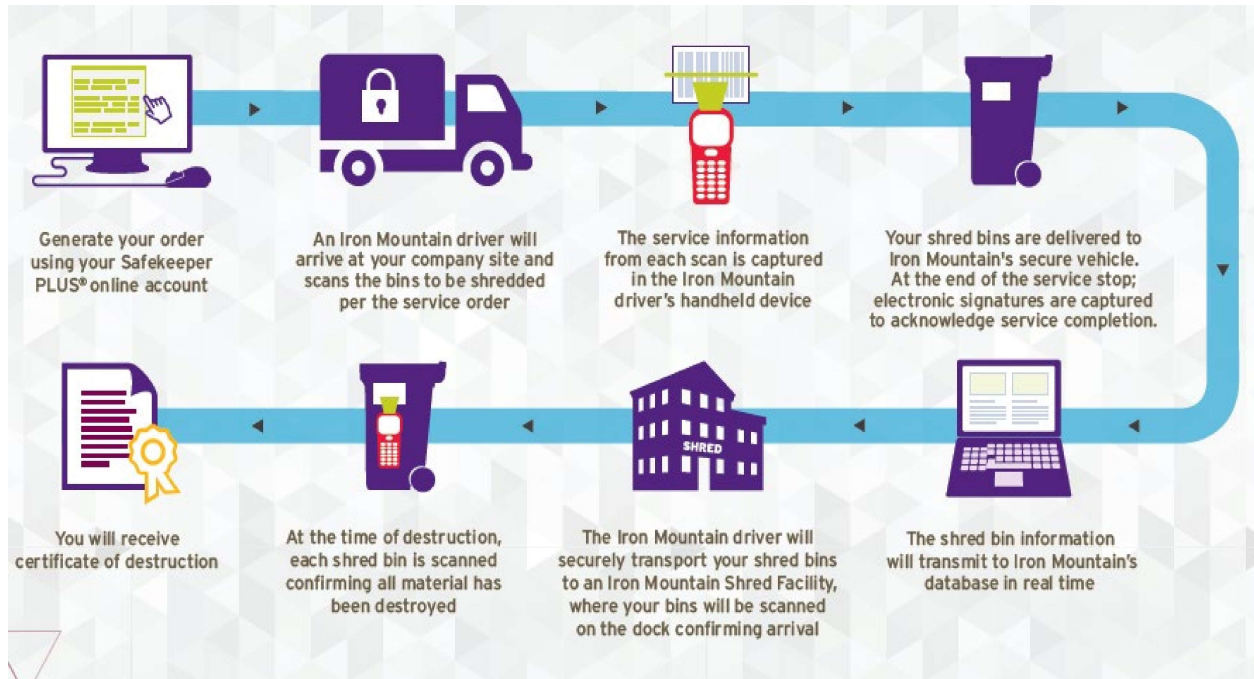 Generate your order
using your Safekeeper
PLUS® online account
An Iron Mountain driver will
arrive at your company site and
scans the bins to be shredded
per the service order
The service information
from each scan is captured
in the Iron Mountain
driver's handheld device
Your shred bins are delivered to
Iron Mountain's secure vehicle.
At the end of the service stop;
electronic signatures are captured
to acknowledge service completion.
The shred bin information
will transmit to Iron Mountain's
database in real time
SHRED
The Iron Mountain driver will
securely transport your shred bins
to an Iron Mountain Shred Facility,
where your bins will be scanned
on the dock confirming arrival
At the time of destruction,
each shred bin is scanned
confirming all material has
been destroyed
You will receive
certificate of destruction